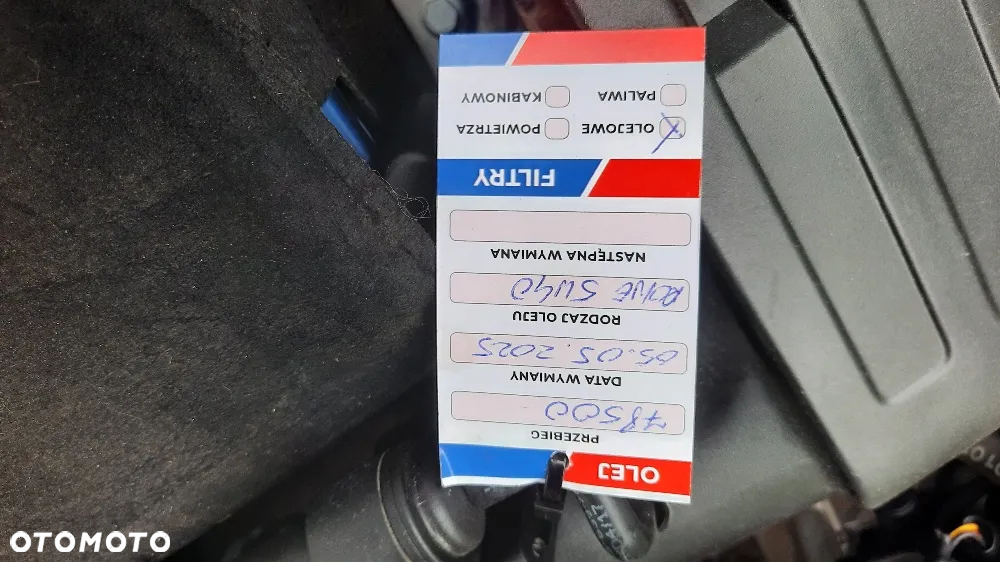 OLEJ
PRZEBIEG
78500
DATA WYMIANY
05.05.2025
RODZAJ OLEJU
ROWE 5W40
NASTĘPNA WYMIANA
FILTRY
OLEJOWE POWIETRZA
PALIWA KABINOWY
OTOMOTO